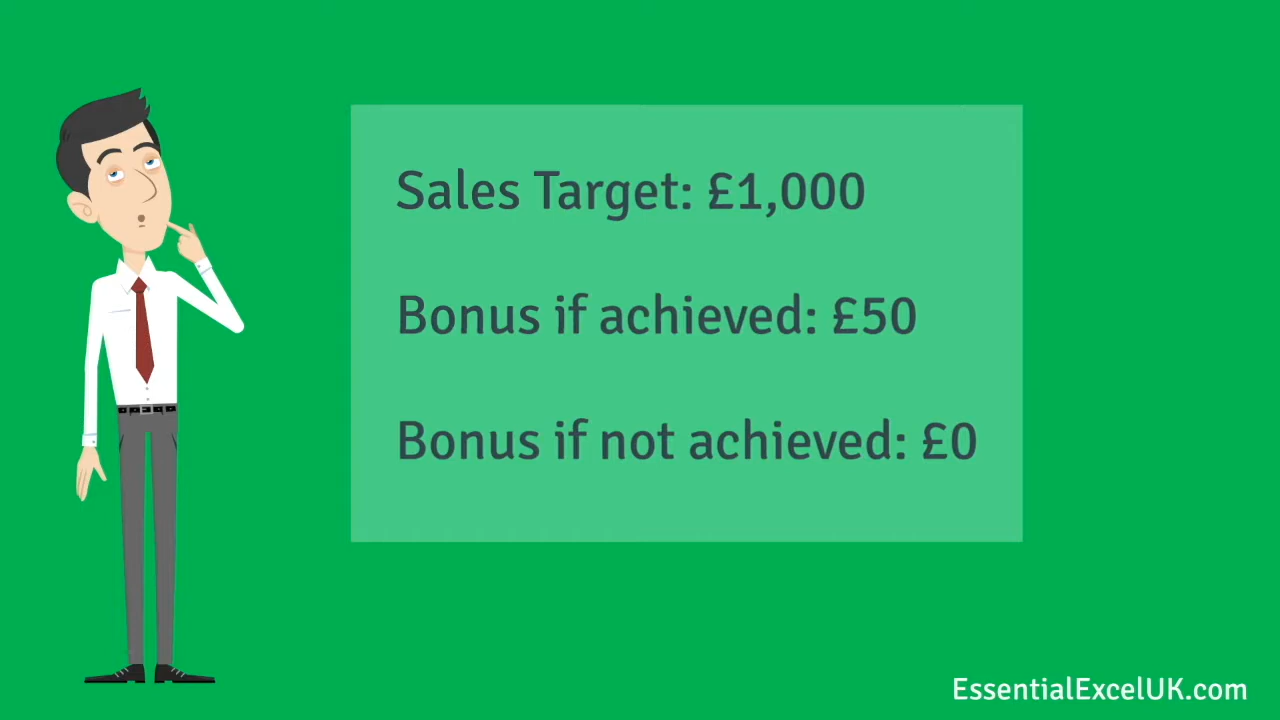 Sales Target: £1,000
Bonus if achieved: £50
Bonus if not achieved: £0
EssentialExcelUK.com